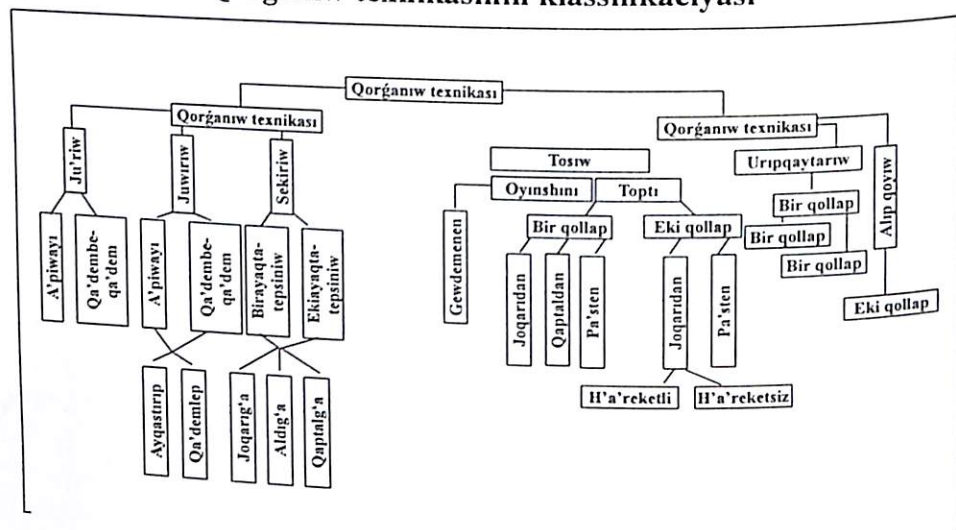 Qorǵanıw texnikasınıń klassifikaciyası
Qorǵanıw texnikası
Qorǵanıw texnikası
Qorǵanıw texnikası
Ju'riw
Juwırıw
Sekiriw
A'piwayı
Qa'dembe-
qa'dem
A'piwayı
Qa'dembe-
qa'dem
Birayaqta-
tepsiniw
Ekiayaqta-
tepsiniw
Ayqastırıp
Qa'demlep
Joqarıg'a
Aldıg'a
Qaptalg'a
Tosıw
Oyınshını
Toptı
Gewdemenen
Bir qollap
Eki qollap
Joqarıdan
Qaptaldan
Pa'sten
Joqarıdan
Pa'sten
H'a'reketli
H'a'reketsiz
Urıpqaytarıw
Bir qollap
Bir qollap
Bir qollap
Alıp qoyıw
Eki qollap